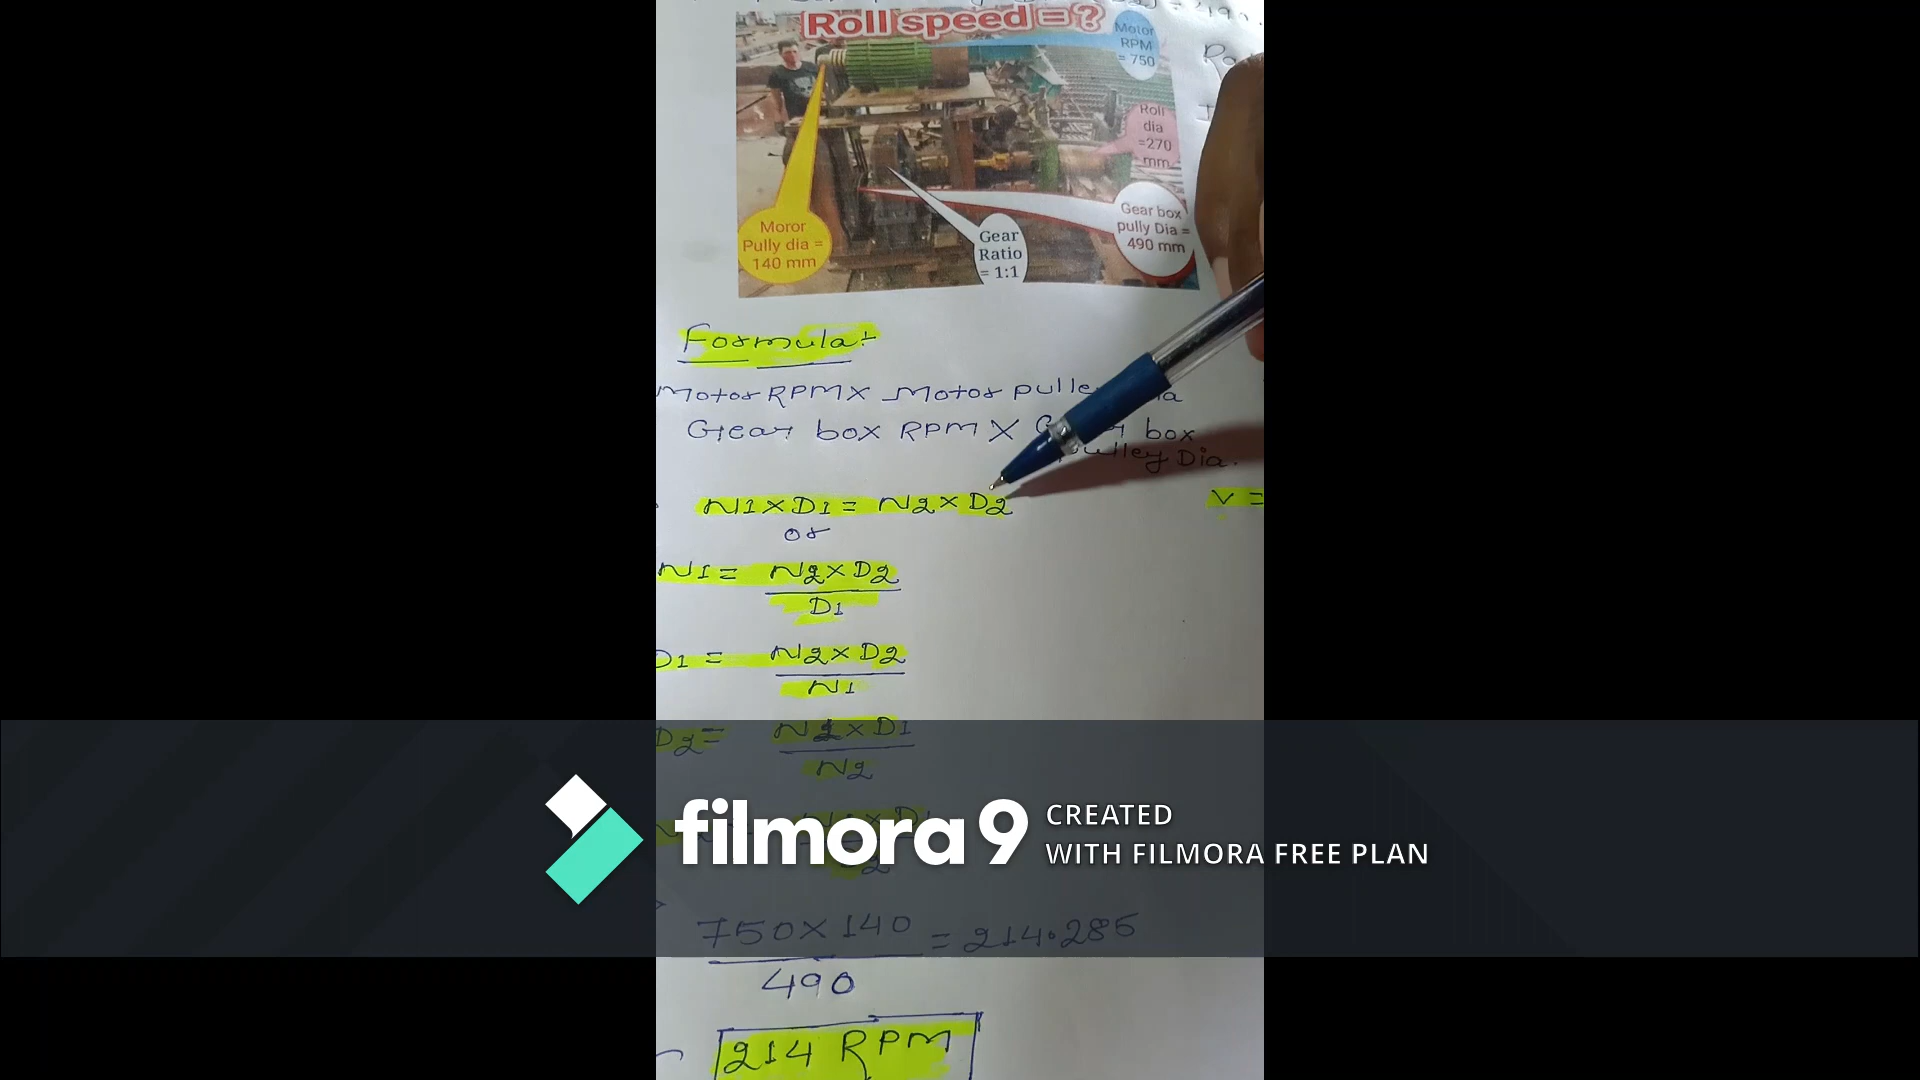 Roll speed = ?
Motor
RPM
= 750
Roll
dia
=270
mm
Gear box
pully Dia =
490 mm
Gear
Ratio
= 1:1
Moror
Pully dia =
140 mm
Formula:
Motor RPM X Motor pulle
Gear box RPM X box
pulley Dia.
N1 X D1 = N2 X D2
or
V =
N1 = N2 X D2
D1
D1 = N2 X D2
N1
D2 = N1 X D1
N2
filmora9 CREATED
WITH FILMORA FREE PLAN
750 X 140 = 214.285
490
214 RPM